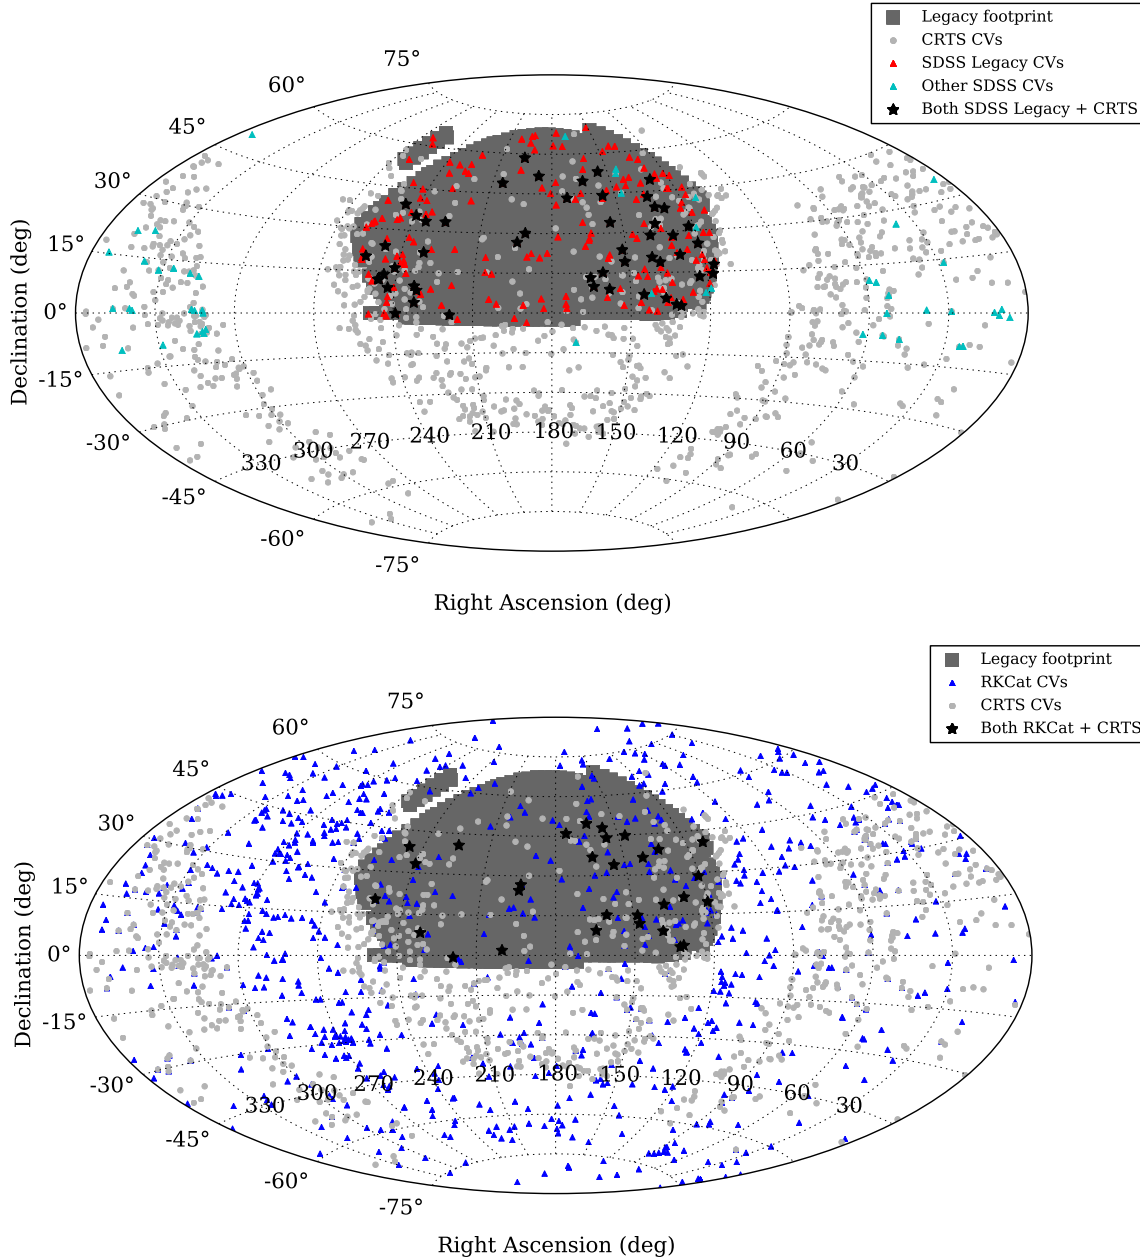 Legacy footprint
CRTS CVs
SDSS Legacy CVs
Other SDSS CVs
Both SDSS Legacy + CRTS
75°
60°
45°
30°
15°
0°
-15°
-30°
-45°
-60°
-75°
330 300 270 240 210 180 150 120 90 60 30
Declination (deg)
Right Ascension (deg)
Legacy footprint
RKCat CVs
CRTS CVs
Both RKCat + CRTS
75°
60°
45°
30°
15°
0°
-15°
-30°
-45°
-60°
-75°
330 300 270 240 210 180 150 120 90 60 30
Declination (deg)
Right Ascension (deg)